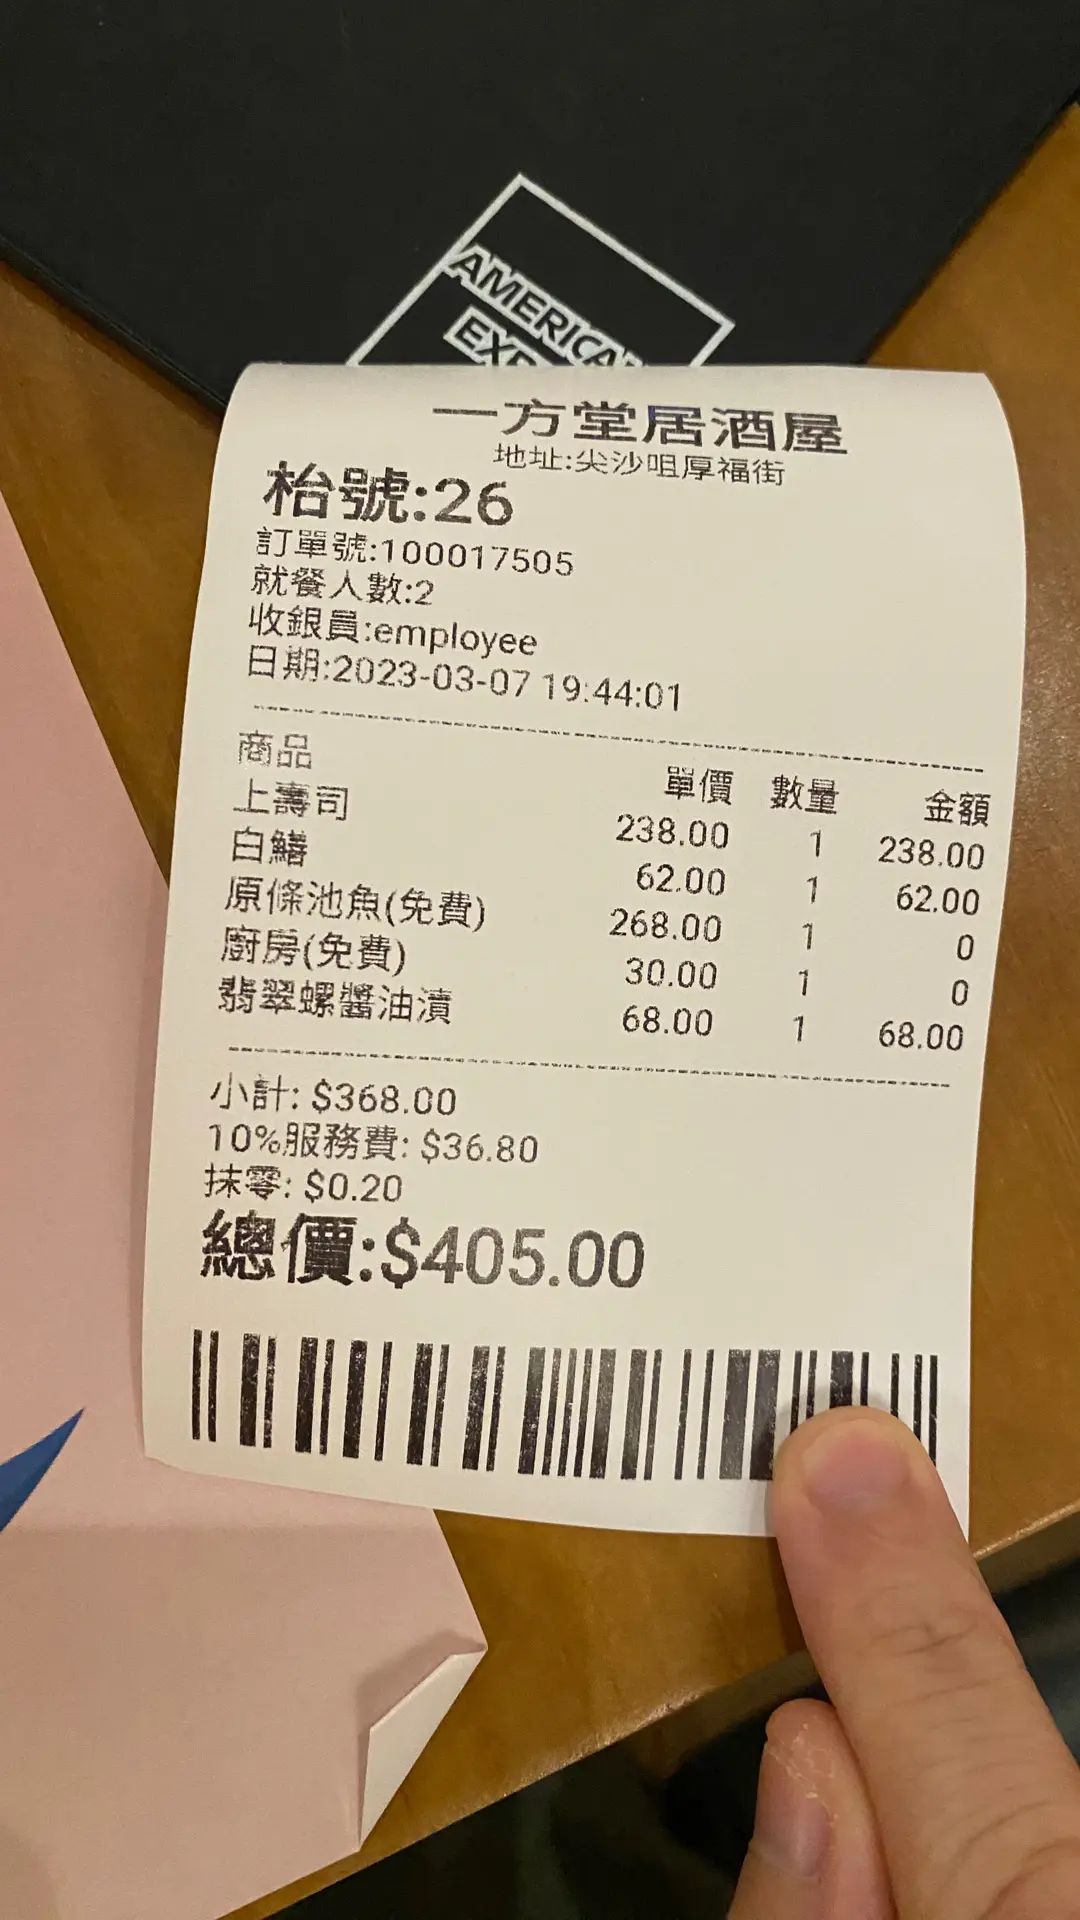 AMERICAN
EXP
一方堂居酒屋
地址:尖沙咀厚福街
枱號:26
訂單號:100017505
就餐人數:2
收銀員:employee
日期:2023-03-07 19:44:01
商品 單價 數量 金額
上壽司 238.00 1 238.00
白鱔 62.00 1 62.00
原條池魚(免費) 268.00 1 0
廚房(免費) 30.00 1 0
翡翠螺醬油漬 68.00 1 68.00
小計: $368.00
10%服務費: $36.80
抹零: $0.20
總價:$405.00